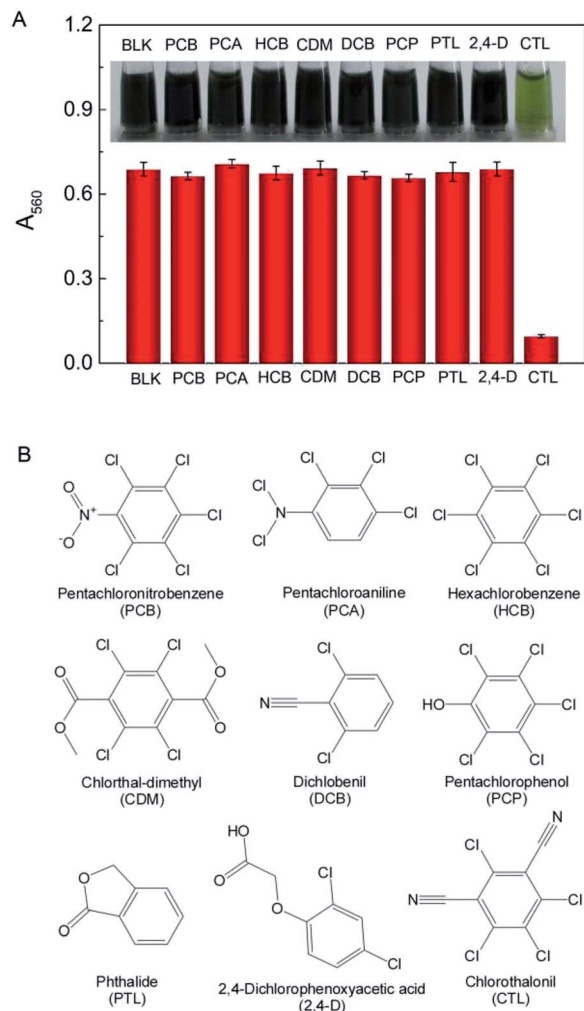 A
1.2
BLK PCB PCA HCB CDM DCB PCP PTL 2,4-D CTL
0.9
A560
0.6
0.3
0.0
BLK PCB PCA HCB CDM DCB PCP PTL 2,4-D CTL
B
O
N+
-O
Cl Cl
Cl
Cl Cl
Cl
N
Cl
Cl Cl
Cl
Cl Cl
Cl Cl
Cl Cl
Pentachloronitrobenzene
(PCB)
Pentachloroaniline
(PCA)
Hexachlorobenzene
(HCB)
Cl Cl
O
O
O
O
Cl Cl
N
Cl
Cl
HO
Cl Cl
Cl
Cl Cl
Chlorthal-dimethyl
(CDM)
Dichlobenil
(DCB)
Pentachlorophenol
(PCP)
O
O
HO
O
O
Cl
Cl
N
N
Cl
Cl
Cl Cl
Phthalide
(PTL)
2,4-Dichlorophenoxyacetic acid
(2,4-D)
Chlorothalonil
(CTL)